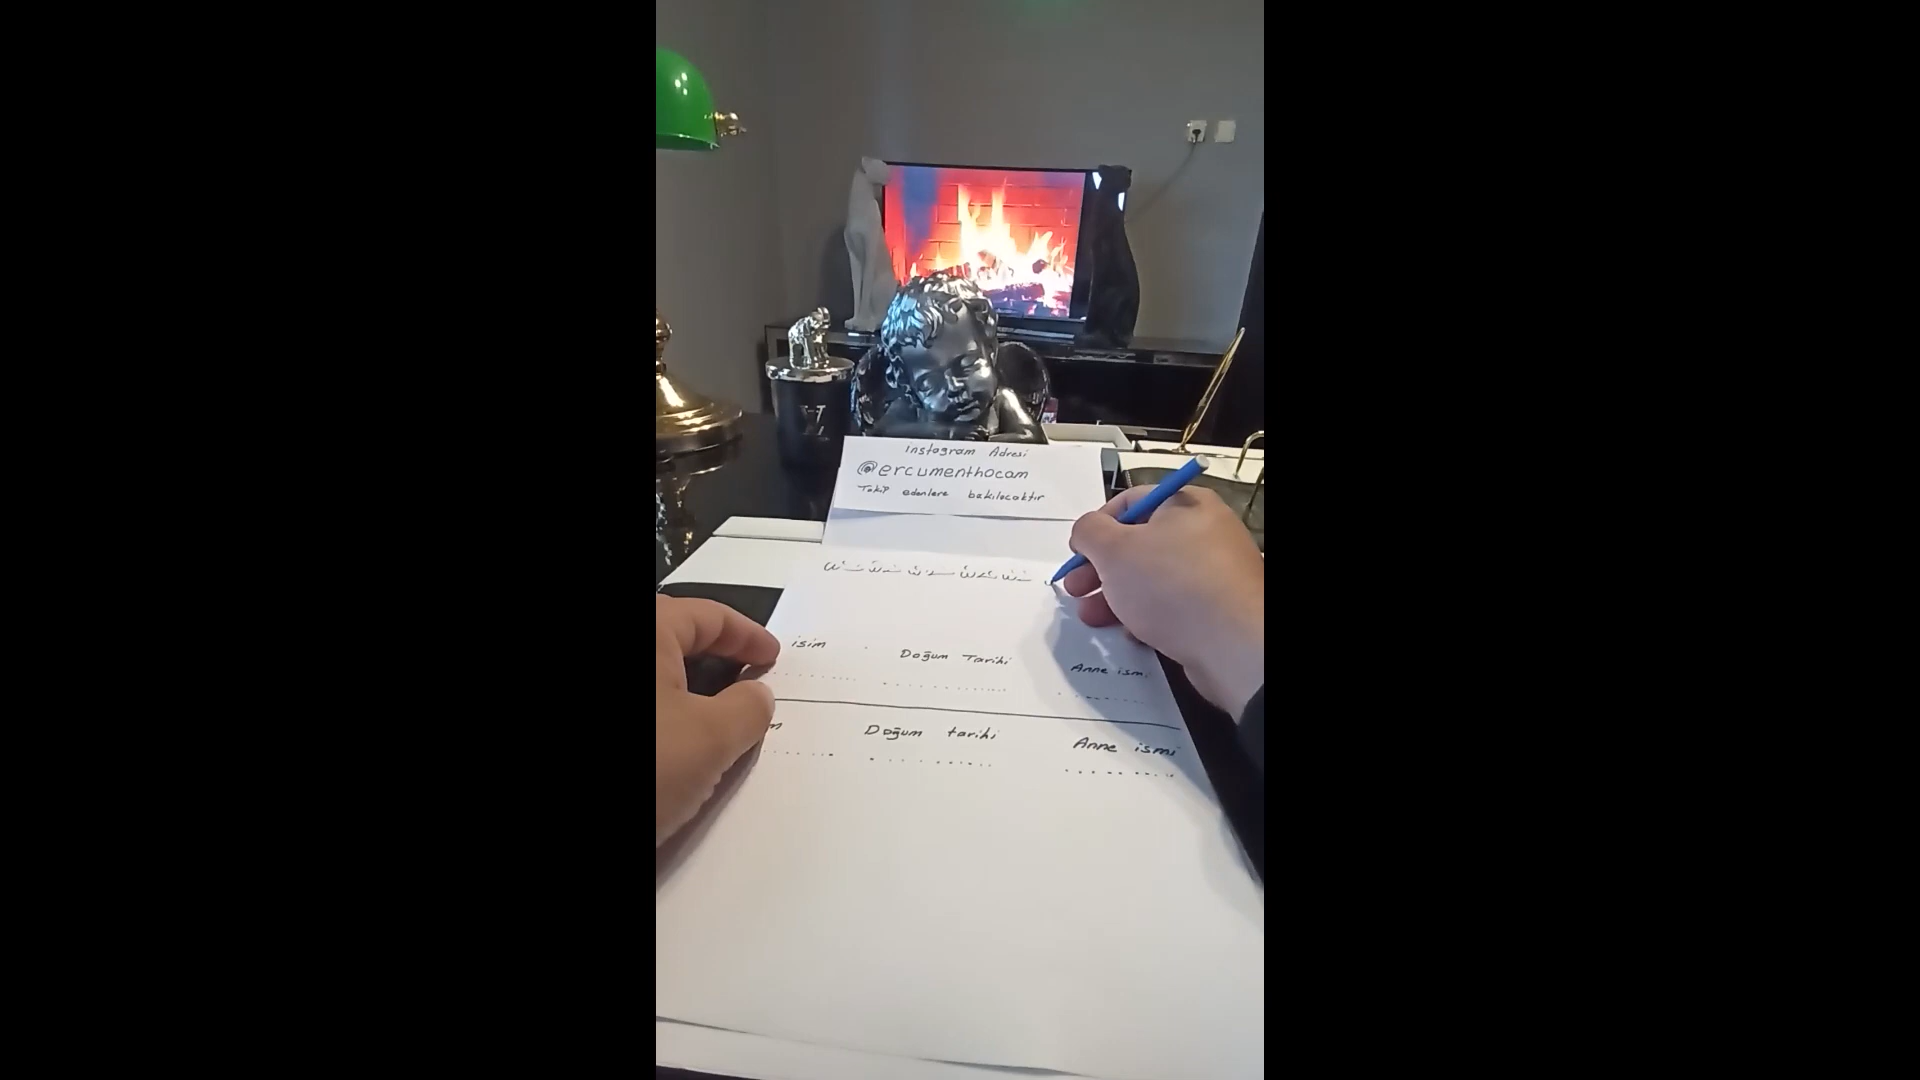 instagram Adresi
@ercumenthocam
Takip edenlere bakılacaktır
isim Doğum Tarihi Anne ismi
Doğum tarihi Anne ismi